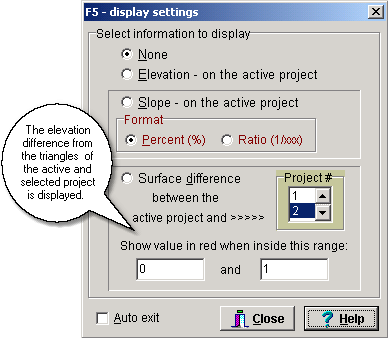 F5 - display settings
Select information to display
None
Elevation - on the active project
Slope - on the active project
Format
Percent (%) Ratio (1/xxx)
The elevation
difference from
the triangles of
the active and
selected project
is displayed.
Surface difference
between the
active project and >>>>>
Project #
1
2
Show value in red when inside this range:
0 and 1
Auto exit
Close
? Help